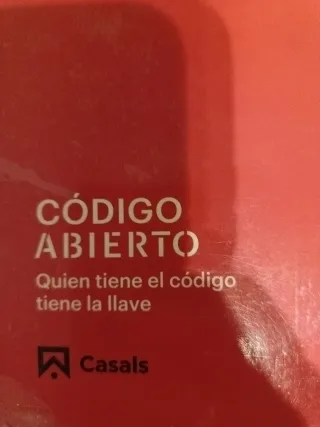 CÓDIGO
ABIERTO
Quien tiene el código
tiene la llave
Casals